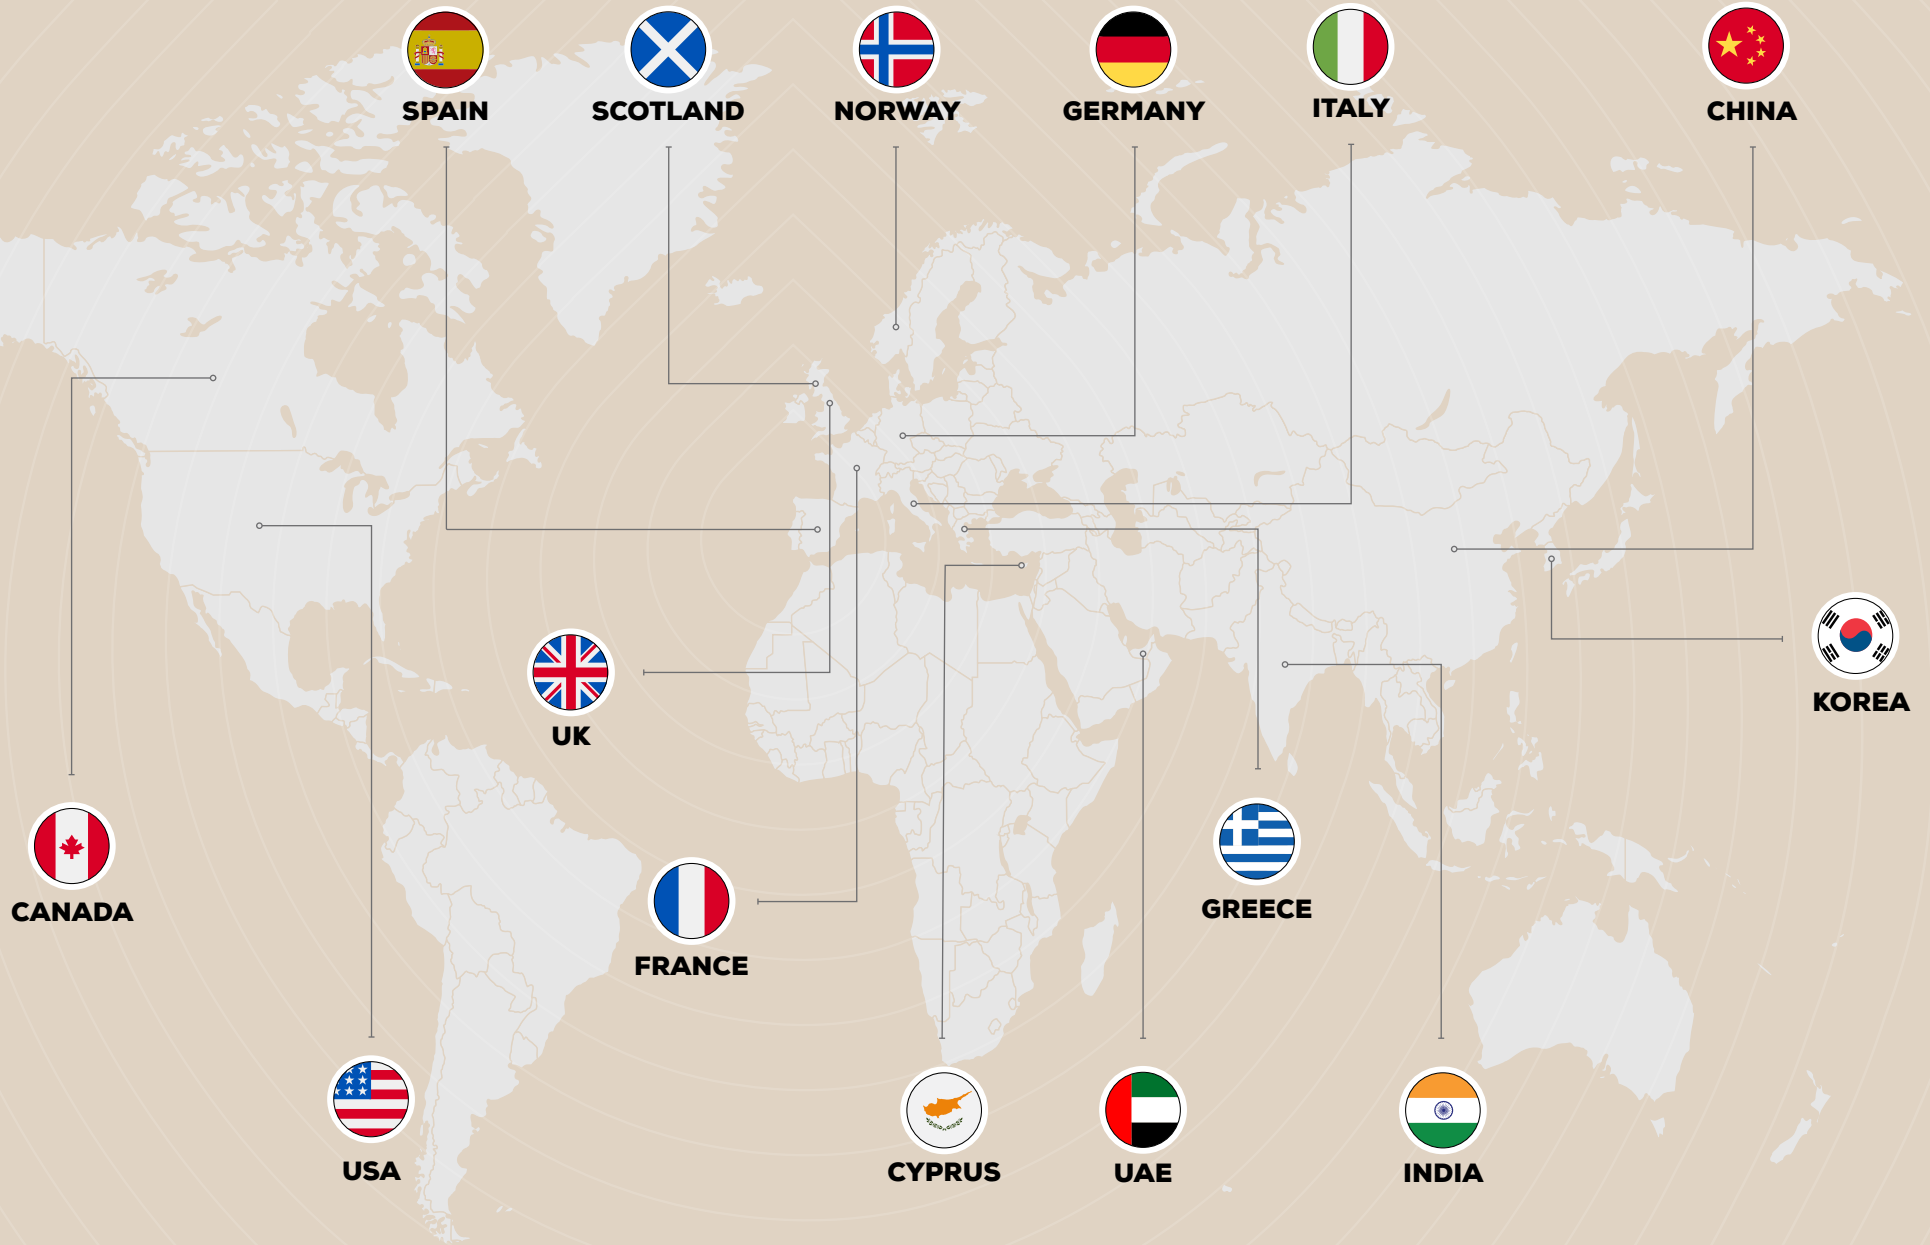 SPAIN
SCOTLAND
NORWAY
GERMANY
ITALY
CHINA
KOREA
UK
CANADA
GREECE
FRANCE
USA
CYPRUS
UAE
INDIA